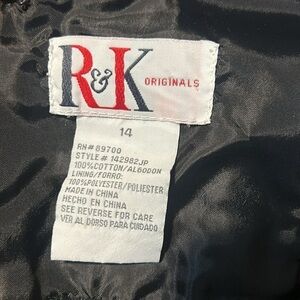 R&K
ORIGINALS
14
RN# 69700
STYLE # 142982JP
100%COTTON/ALGODON
LINING/FORRO:
100%POLYESTER/POLIESTER
MADE IN CHINA
HECHO EN CHINA
SEE REVERSE FOR CARE
VER AL DORSO PARA CUIDADO